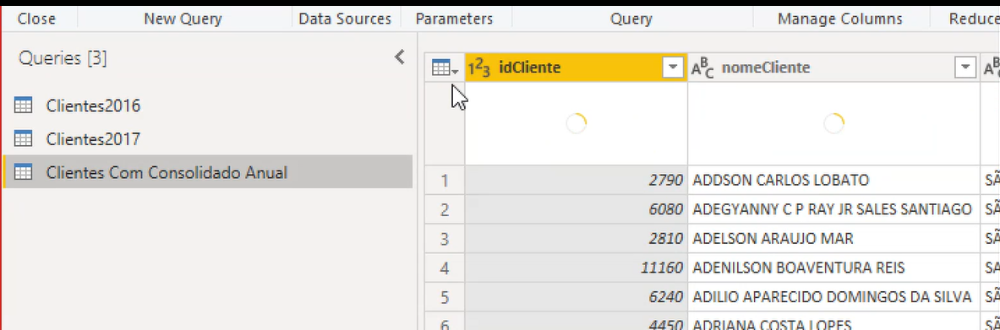 Close New Query Data Sources Parameters Query Manage Columns Reduce
Queries [3]
Clientes2016
Clientes2017
Clientes Com Consolidado Anual
123 idCliente ABC nomeCliente AB
1 2790 ADDSON CARLOS LOBATO SÃ
2 6080 ADEGYANNY C P RAY JR SALES SANTIAGO SÃ
3 2810 ADELSON ARAUJO MAR SÃ
4 11160 ADENILSON BOAVENTURA REIS SA
5 6240 ADILIO APARECIDO DOMINGOS DA SILVA SÃ
6 4450 ADRIANA COSTA LOPES